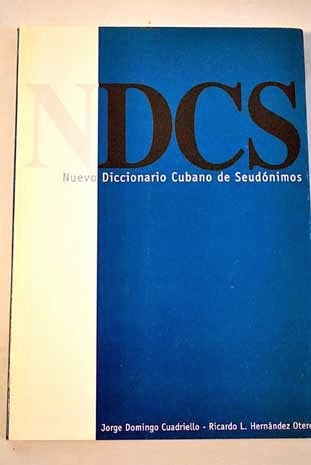 NDCS
Nuevo Diccionario Cubano de Seudónimos
Jorge Domingo Cuadriello - Ricardo L. Hernández Otero